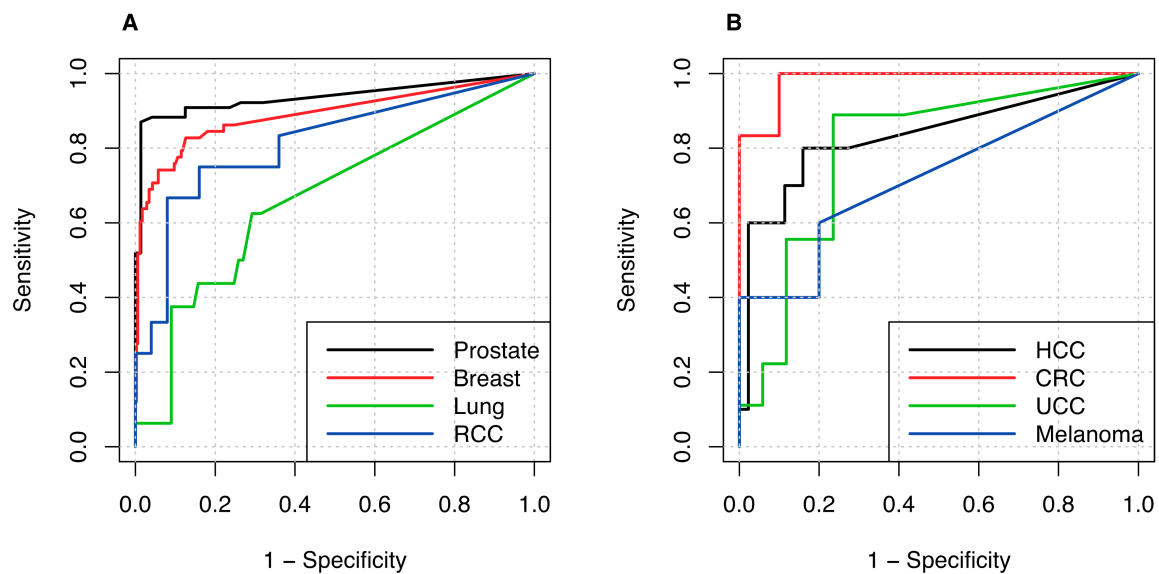 A
Sensitivity
1.0
0.8
0.6
0.4
0.2
0.0
Prostate
Breast
Lung
RCC
0.0 0.2 0.4 0.6 0.8 1.0
1 − Specificity
B
Sensitivity
1.0
0.8
0.6
0.4
0.2
0.0
HCC
CRC
UCC
Melanoma
0.0 0.2 0.4 0.6 0.8 1.0
1 − Specificity